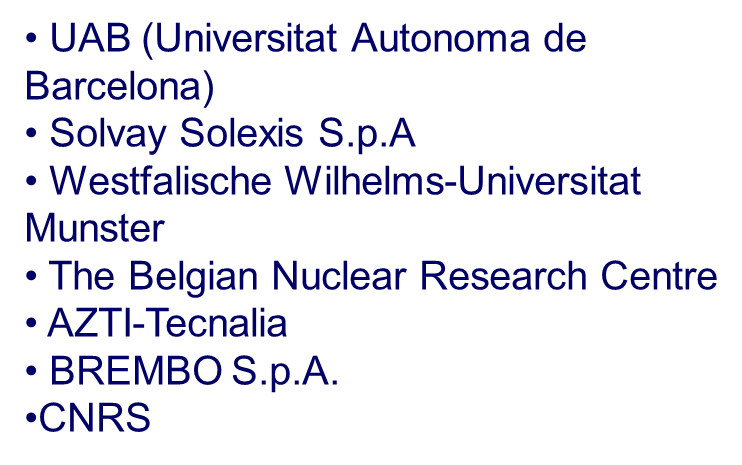 • UAB (Universitat Autonoma de
Barcelona)
• Solvay Solexis S.p.A
• Westfalische Wilhelms-Universitat
Munster
• The Belgian Nuclear Research Centre
• AZTI-Tecnalia
• BREMBO S.p.A.
•CNRS